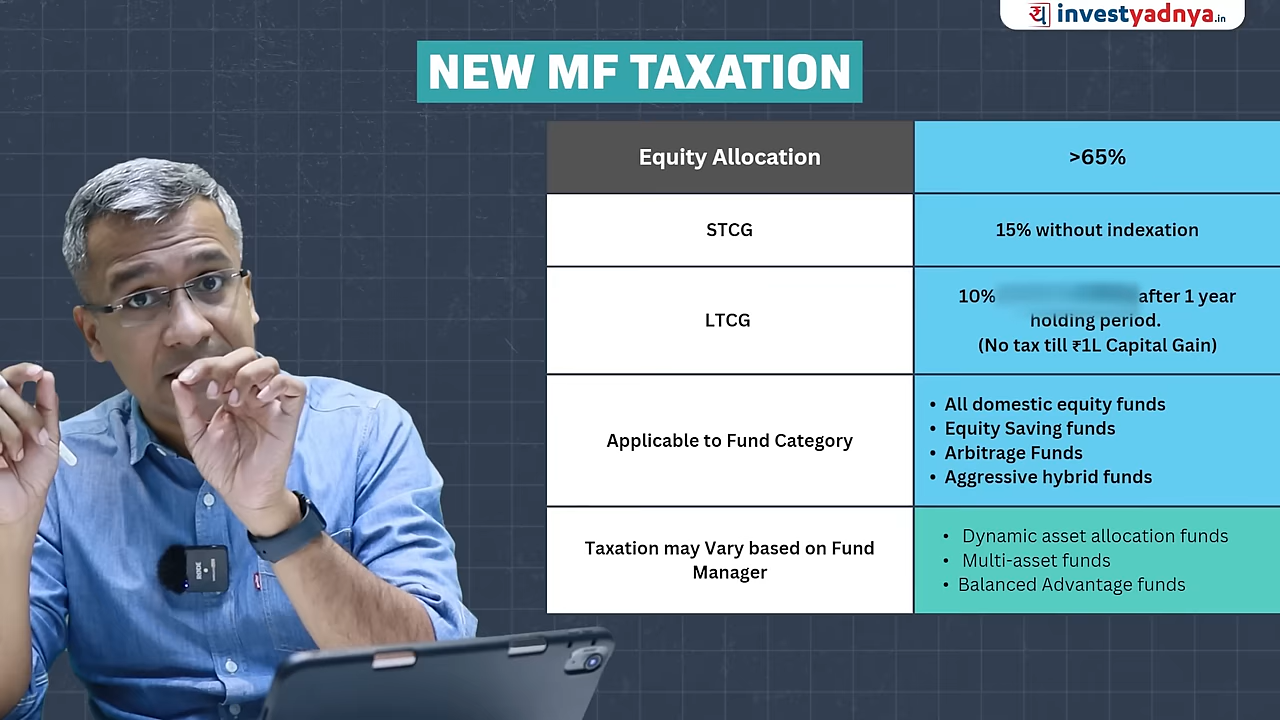 investyadnya.in
NEW MF TAXATION
Equity Allocation
>65%
STCG
15% without indexation
LTCG
10% after 1 year
holding period.
(No tax till ₹1L Capital Gain)
Applicable to Fund Category
• All domestic equity funds
• Equity Saving funds
• Arbitrage Funds
• Aggressive hybrid funds
Taxation may Vary based on Fund
Manager
• Dynamic asset allocation funds
• Multi-asset funds
• Balanced Advantage funds